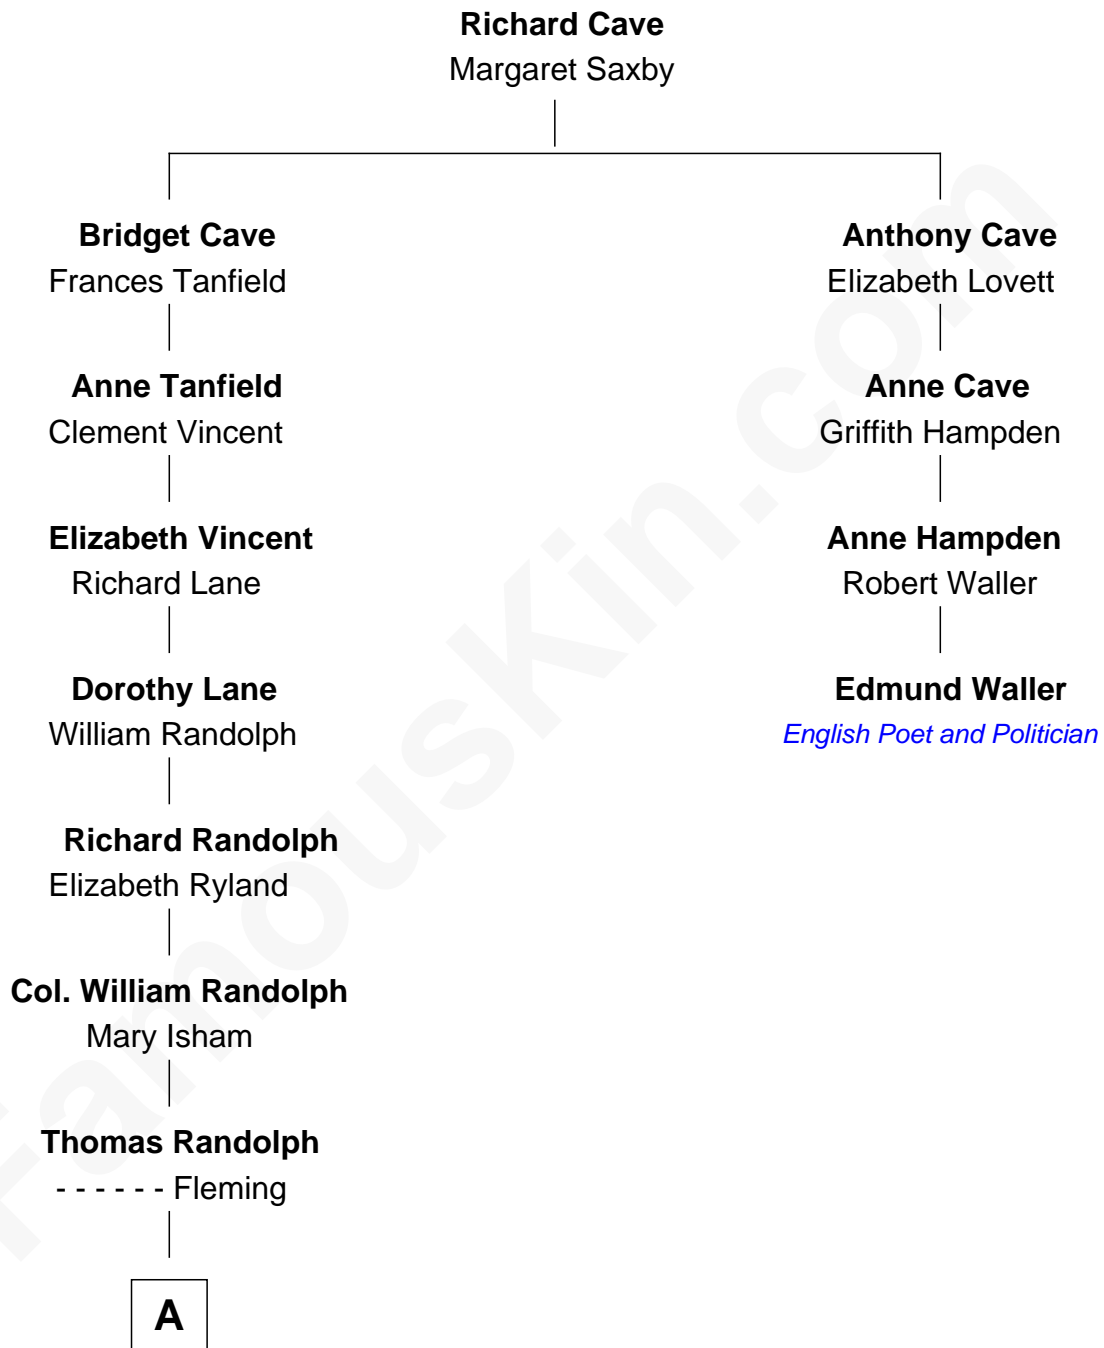 Richard Cave
Margaret Saxby
Bridget Cave
Frances Tanfield
Anthony Cave
Elizabeth Lovett
Anne Tanfield
Clement Vincent
Anne Cave
Griffith Hampden
Elizabeth Vincent
Richard Lane
Anne Hampden
Robert Waller
Dorothy Lane
William Randolph
Edmund Waller
English Poet and Politician
Richard Randolph
Elizabeth Ryland
Col. William Randolph
Mary Isham
Thomas Randolph
- - - - - - Fleming
A
FamousKin.com